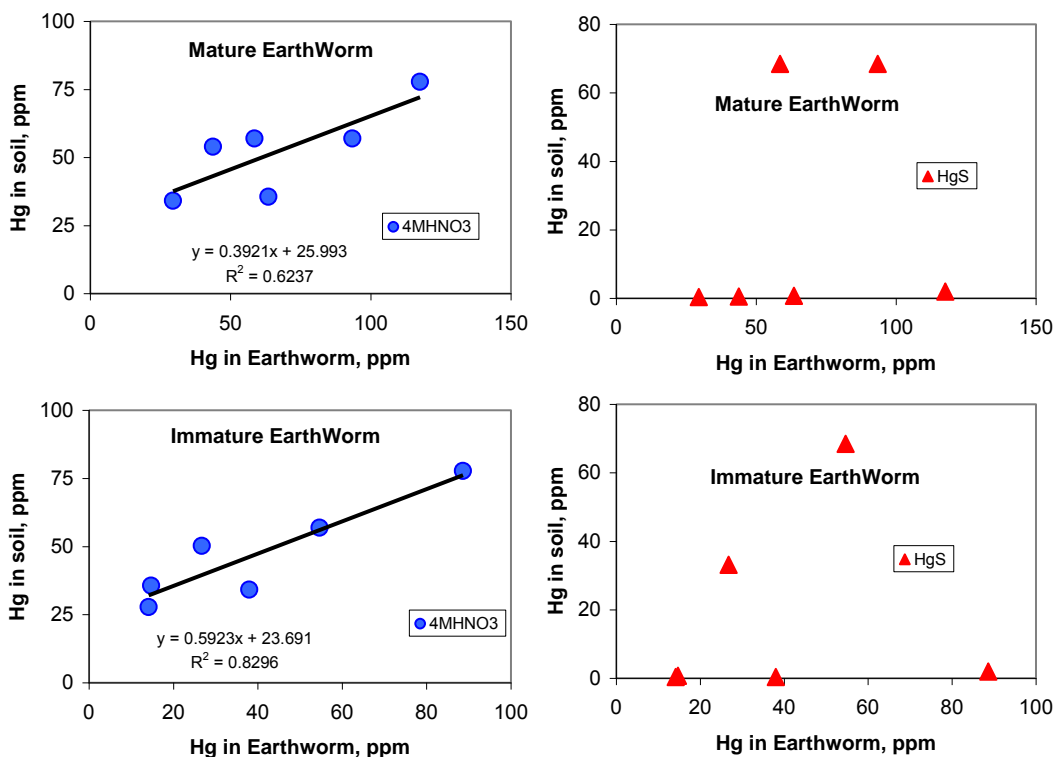 100
75
50
25
0
Hg in soil, ppm
Mature EarthWorm
4MHNO3
y = 0.3921x + 25.993
R² = 0.6237
0 50 100 150
Hg in Earthworm, ppm
80
60
40
20
0
Hg in soil, ppm
Mature EarthWorm
HgS
0 50 100 150
Hg in Earthworm, ppm
100
75
50
25
0
Hg in soil, ppm
Immature EarthWorm
4MHNO3
y = 0.5923x + 23.691
R² = 0.8296
0 20 40 60 80 100
Hg in Earthworm, ppm
80
60
40
20
0
Hg in soil, ppm
Immature EarthWorm
HgS
0 20 40 60 80 100
Hg in Earthworm, ppm